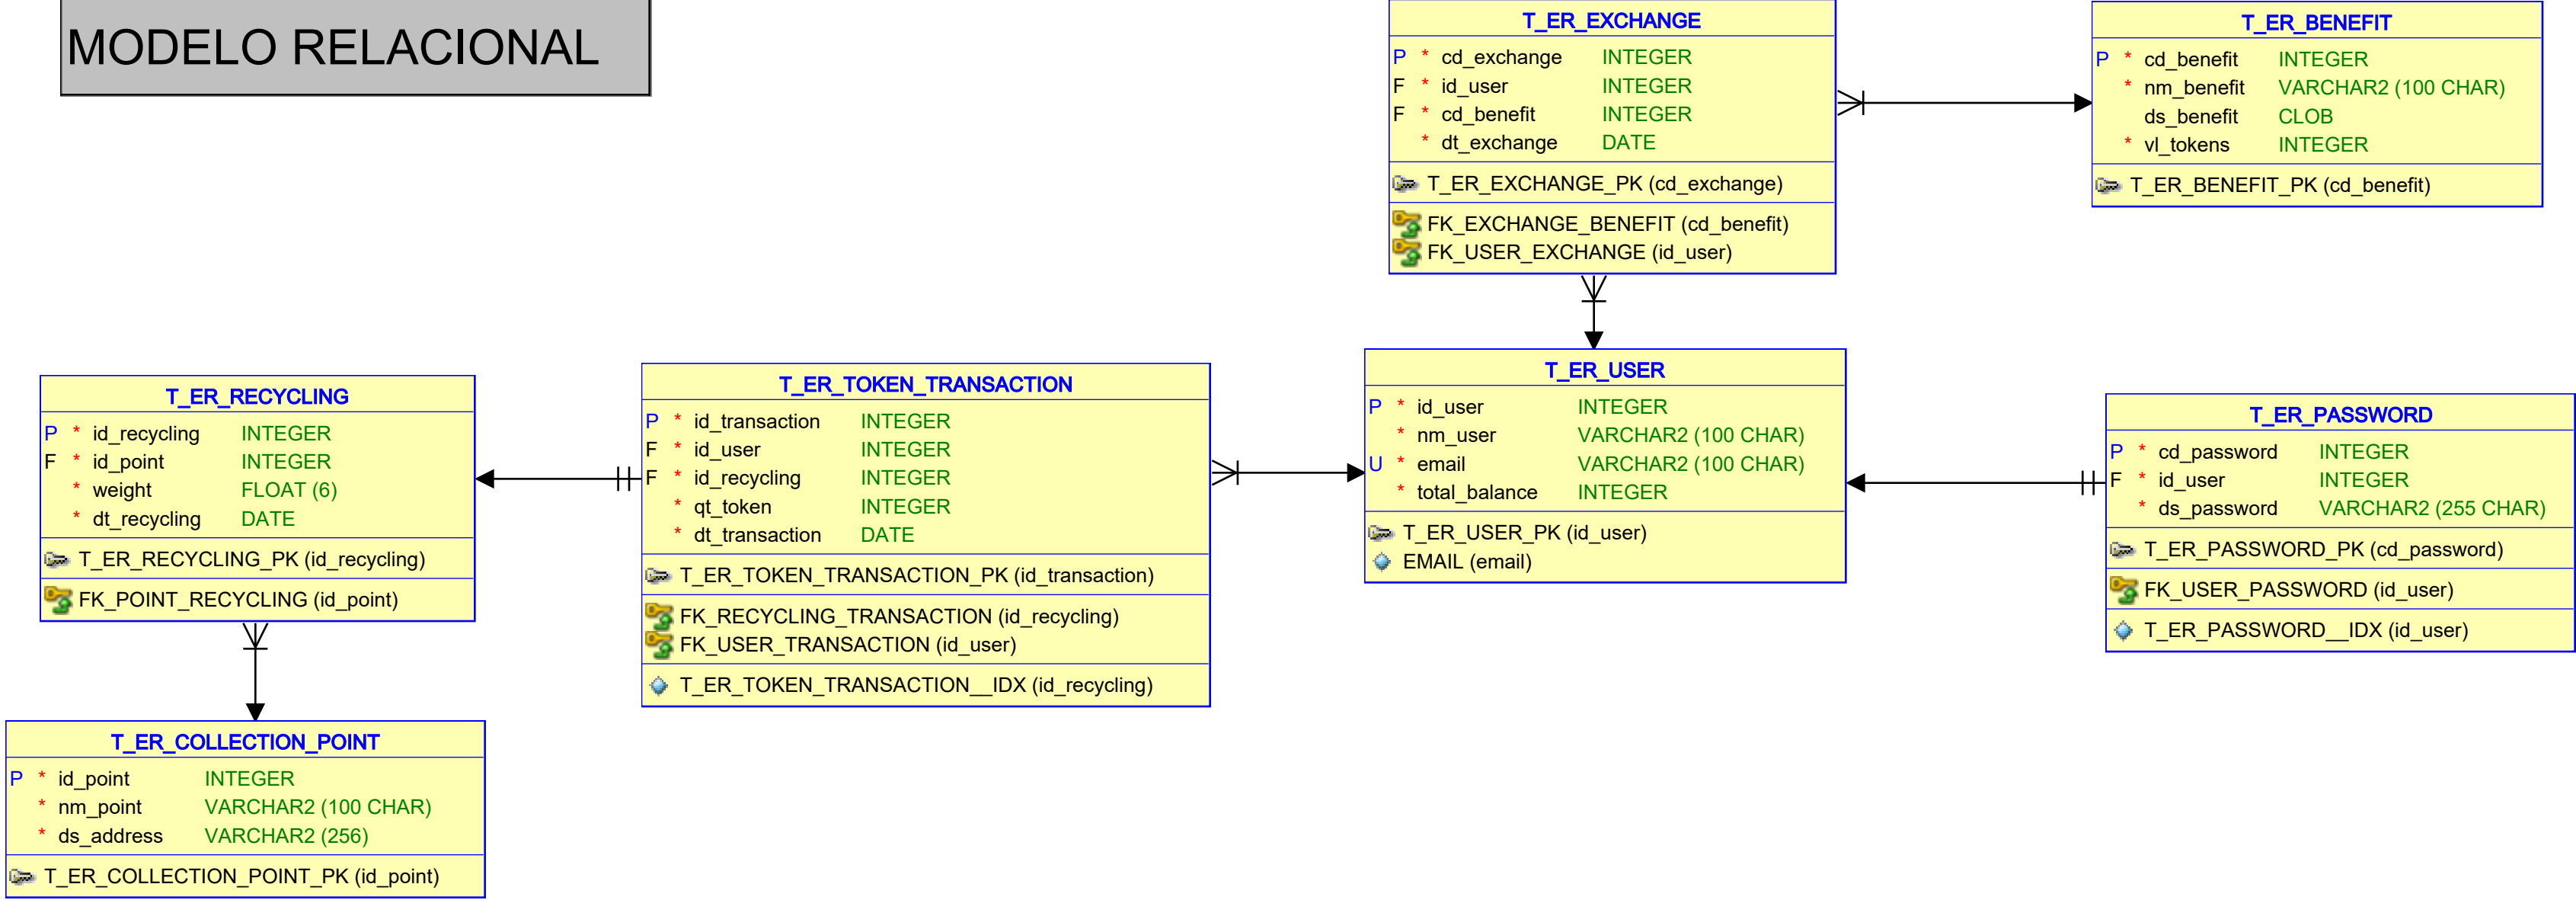 MODELO RELACIONAL
T_ER_EXCHANGE
P * cd_exchange INTEGER
F * id_user INTEGER
F * cd_benefit INTEGER
* dt_exchange DATE
T_ER_EXCHANGE_PK (cd_exchange)
FK_EXCHANGE_BENEFIT (cd_benefit)
FK_USER_EXCHANGE (id_user)
T_ER_BENEFIT
P * cd_benefit INTEGER
* nm_benefit VARCHAR2 (100 CHAR)
ds_benefit CLOB
* vl_tokens INTEGER
T_ER_BENEFIT_PK (cd_benefit)
T_ER_RECYCLING
P * id_recycling INTEGER
F * id_point INTEGER
* weight FLOAT (6)
* dt_recycling DATE
T_ER_RECYCLING_PK (id_recycling)
FK_POINT_RECYCLING (id_point)
T_ER_TOKEN_TRANSACTION
P * id_transaction INTEGER
F * id_user INTEGER
F * id_recycling INTEGER
* qt_token INTEGER
* dt_transaction DATE
T_ER_TOKEN_TRANSACTION_PK (id_transaction)
FK_RECYCLING_TRANSACTION (id_recycling)
FK_USER_TRANSACTION (id_user)
T_ER_TOKEN_TRANSACTION__IDX (id_recycling)
T_ER_USER
P * id_user INTEGER
* nm_user VARCHAR2 (100 CHAR)
U * email VARCHAR2 (100 CHAR)
* total_balance INTEGER
T_ER_USER_PK (id_user)
EMAIL (email)
T_ER_PASSWORD
P * cd_password INTEGER
F * id_user INTEGER
* ds_password VARCHAR2 (255 CHAR)
T_ER_PASSWORD_PK (cd_password)
FK_USER_PASSWORD (id_user)
T_ER_PASSWORD__IDX (id_user)
T_ER_COLLECTION_POINT
P * id_point INTEGER
* nm_point VARCHAR2 (100 CHAR)
* ds_address VARCHAR2 (256)
T_ER_COLLECTION_POINT_PK (id_point)